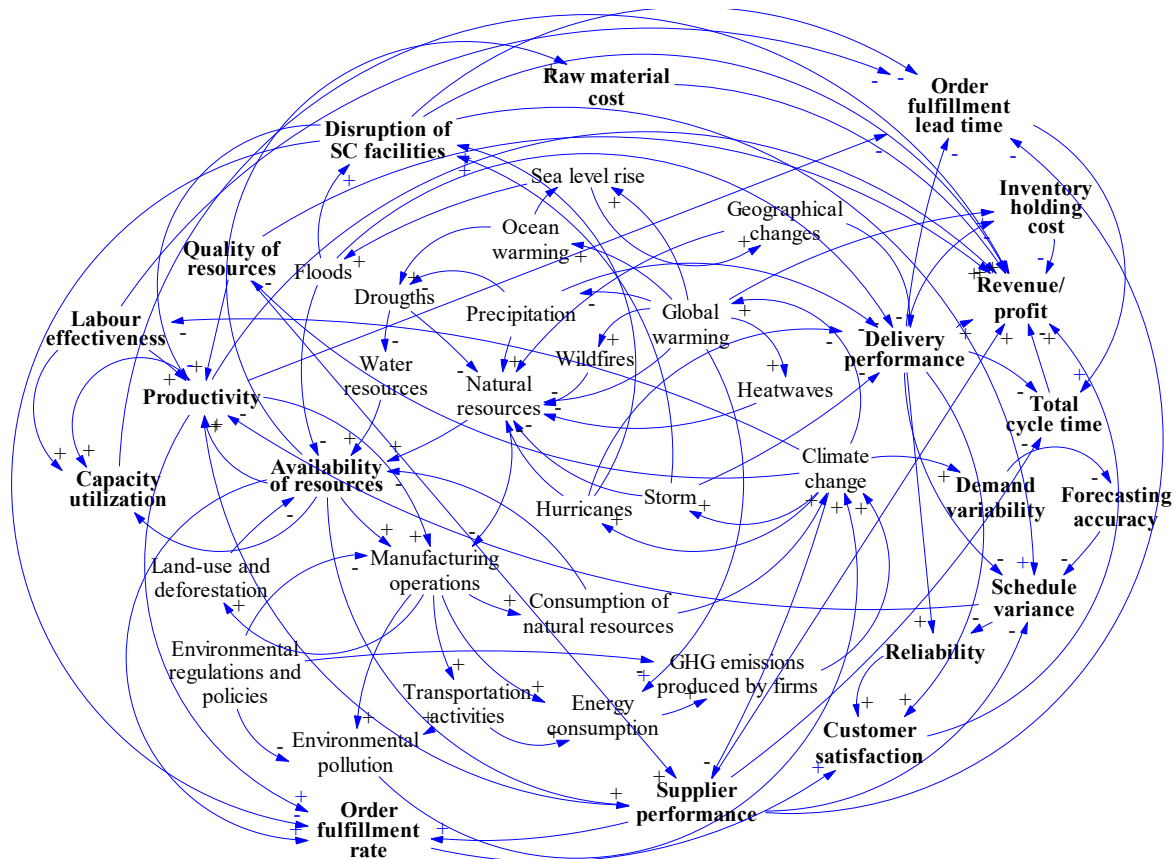 Raw material
cost
Order
fulfillment
lead time
Disruption of
SC facilities
Sea level rise
Geographical
changes
Inventory
holding
cost
Ocean
warming
Quality of
resources
Floods
Drougths
Precipitation
Global
warming
Revenue/
profit
Labour
effectiveness
Water
resources
Wildfires
Natural
resources
Heatwaves
Delivery
performance
Productivity
Total
cycle time
Availability
of resources
Capacity
utilization
Climate
change
Hurricanes
Storm
Demand
variability
Forecasting
accuracy
Land-use and
deforestation
Manufacturing
operations
Consumption of
natural resources
Schedule
variance
Environmental
regulations and
policies
Reliability
GHG emissions
produced by firms
Transportation
activities
Energy
consumption
Environmental
pollution
Customer
satisfaction
Supplier
performance
Order
fulfillment
rate